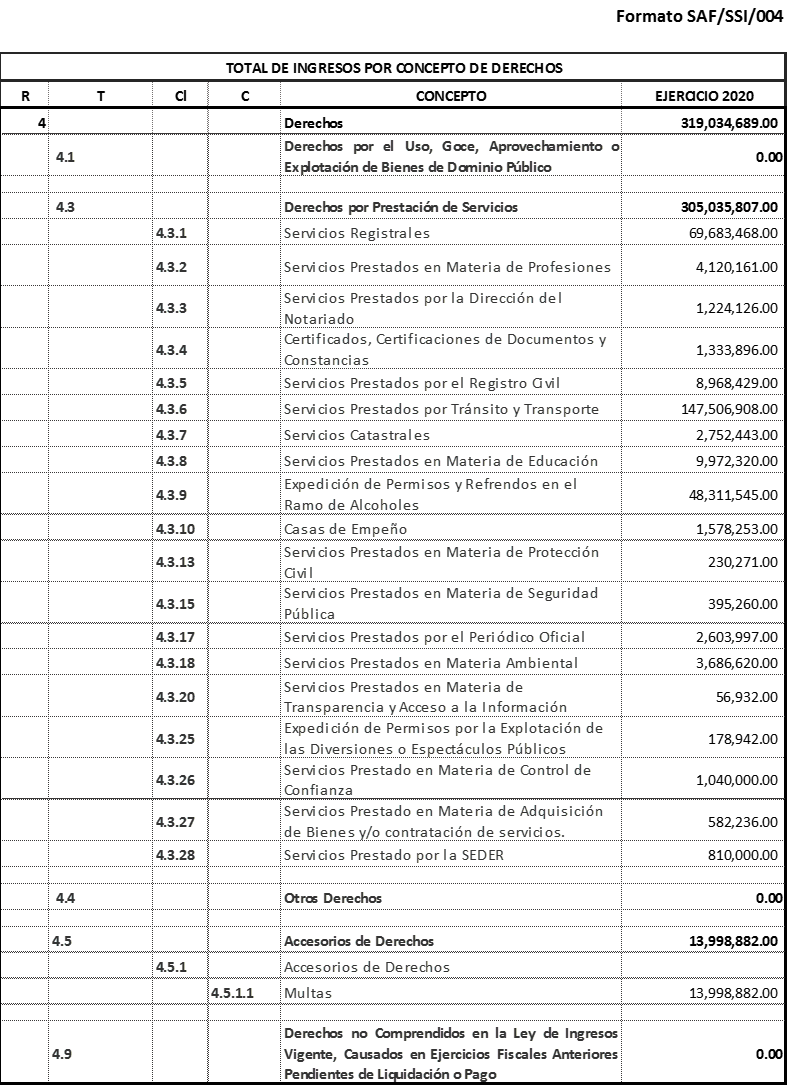 Formato SAF/SSI/004
TOTAL DE INGRESOS POR CONCEPTO DE DERECHOS
R T Cl C CONCEPTO EJERCICIO 2020
4 Derechos 319,034,689.00
Derechos por el Uso, Goce, Aprovechamiento o
4.1 Explotación de Bienes de Dominio Público 0.00
4.3 Derechos por Prestación de Servicios 305,035,807.00
4.3.1 Servicios Registrales 69,683,468.00
4.3.2 Servicios Prestados en Materia de Profesiones 4,120,161.00
4.3.3 Servicios Prestados por la Dirección del 1,224,126.00
Notariado
4.3.4 Certificados, Certificaciones de Documentos y 1,333,896.00
Constancias
4.3.5 Servicios Prestados por el Registro Civil 8,968,429.00
4.3.6 Servicios Prestados por Tránsito y Transporte 147,506,908.00
4.3.7 Servicios Catastrales 2,752,443.00
4.3.8 Servicios Prestados en Materia de Educación 9,972,320.00
4.3.9 Expedición de Permisos y Refrendos en el 48,311,545.00
Ramo de Alcoholes
4.3.10 Casas de Empeño 1,578,253.00
4.3.13 Servicios Prestados en Materia de Protección 230,271.00
Civil
4.3.15 Servicios Prestados en Materia de Seguridad 395,260.00
Pública
4.3.17 Servicios Prestados por el Periódico Oficial 2,603,997.00
4.3.18 Servicios Prestados en Materia Ambiental 3,686,620.00
4.3.20 Servicios Prestados en Materia de 56,932.00
Transparencia y Acceso a la Información
4.3.25 Expedición de Permisos por la Explotación de 178,942.00
las Diversiones o Espectáculos Públicos
4.3.26 Servicios Prestado en Materia de Control de 1,040,000.00
Confianza
4.3.27 Servicios Prestado en Materia de Adquisición 582,236.00
de Bienes y/o contratación de servicios.
4.3.28 Servicios Prestado por la SEDER 810,000.00
4.4 Otros Derechos 0.00
4.5 Accesorios de Derechos 13,998,882.00
4.5.1 Accesorios de Derechos
4.5.1.1 Multas 13,998,882.00
Derechos no Comprendidos en la Ley de Ingresos
4.9 Vigente, Causados en Ejercicios Fiscales Anteriores 0.00
Pendientes de Liquidación o Pago